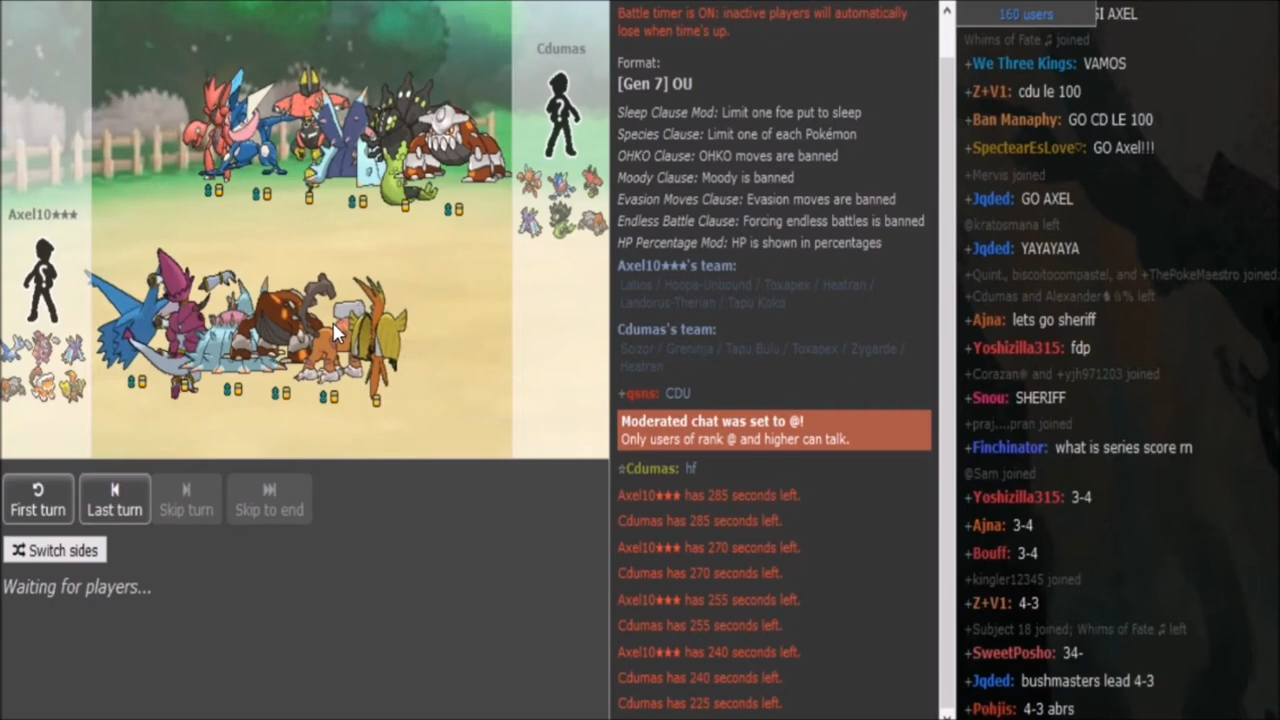 Cdumas
Axel10★★★
First turn
Last turn
Skip turn
Skip to end
Switch sides
Waiting for players...
Battle timer is ON: inactive players will automatically
lose when time's up.
Format:
[Gen 7] OU
Sleep Clause Mod: Limit one foe put to sleep
Species Clause: Limit one of each Pokémon
OHKO Clause: OHKO moves are banned
Moody Clause: Moody is banned
Evasion Moves Clause: Evasion moves are banned
Endless Battle Clause: Forcing endless battles is banned
HP Percentage Mod: HP is shown in percentages
Axel10★★★'s team:
/ Hoopa-Unbound / Toxapex / Heatran /
Landorus-Therian / Tapu Koko
Cdumas's team:
/ Greninja / Tapu Bulu / Toxapex / Zygarde /
Heatran
+qsns: CDU
Moderated chat was set to @!
Only users of rank @ and higher can talk.
☆Cdumas: hf
Axel10★★★ has 285 seconds left.
Cdumas has 285 seconds left.
Axel10★★★ has 270 seconds left.
Cdumas has 270 seconds left.
Axel10★★★ has 255 seconds left.
Cdumas has 255 seconds left.
Axel10★★★ has 240 seconds left.
Cdumas has 240 seconds left.
Cdumas has 225 seconds left.
160 users
AXEL
Whims of Fate ♫ joined
+We Three Kings: VAMOS
+Z+V1: cdu le 100
+Ban Manaphy: GO CD LE 100
+SpectearEsLove♡: GO Axel!!!
+Mervis joined
+Jqded: GO AXEL
@kratosmana left
+Jqded: YAYAYAYA
+Quint., biscoitocompastel, and +ThePokeMaestro joined;
+Cdumas and left
+Ajna: lets go sheriff
+Yoshizilla315: fdp
and +yjh971203 joined
+Snou: SHERIFF
+praj....pran joined
+Finchinator: what is series score rn
@Sam joined
+Yoshizilla315: 3-4
+Ajna: 3-4
+Bouff: 3-4
+kingler12345 joined
+Z+V1: 4-3
+Subject 18 joined; Whims of Fate ♫ left
+SweetPosho: 34-
+Jqded: bushmasters lead 4-3
+Pohjis: 4-3 abrs